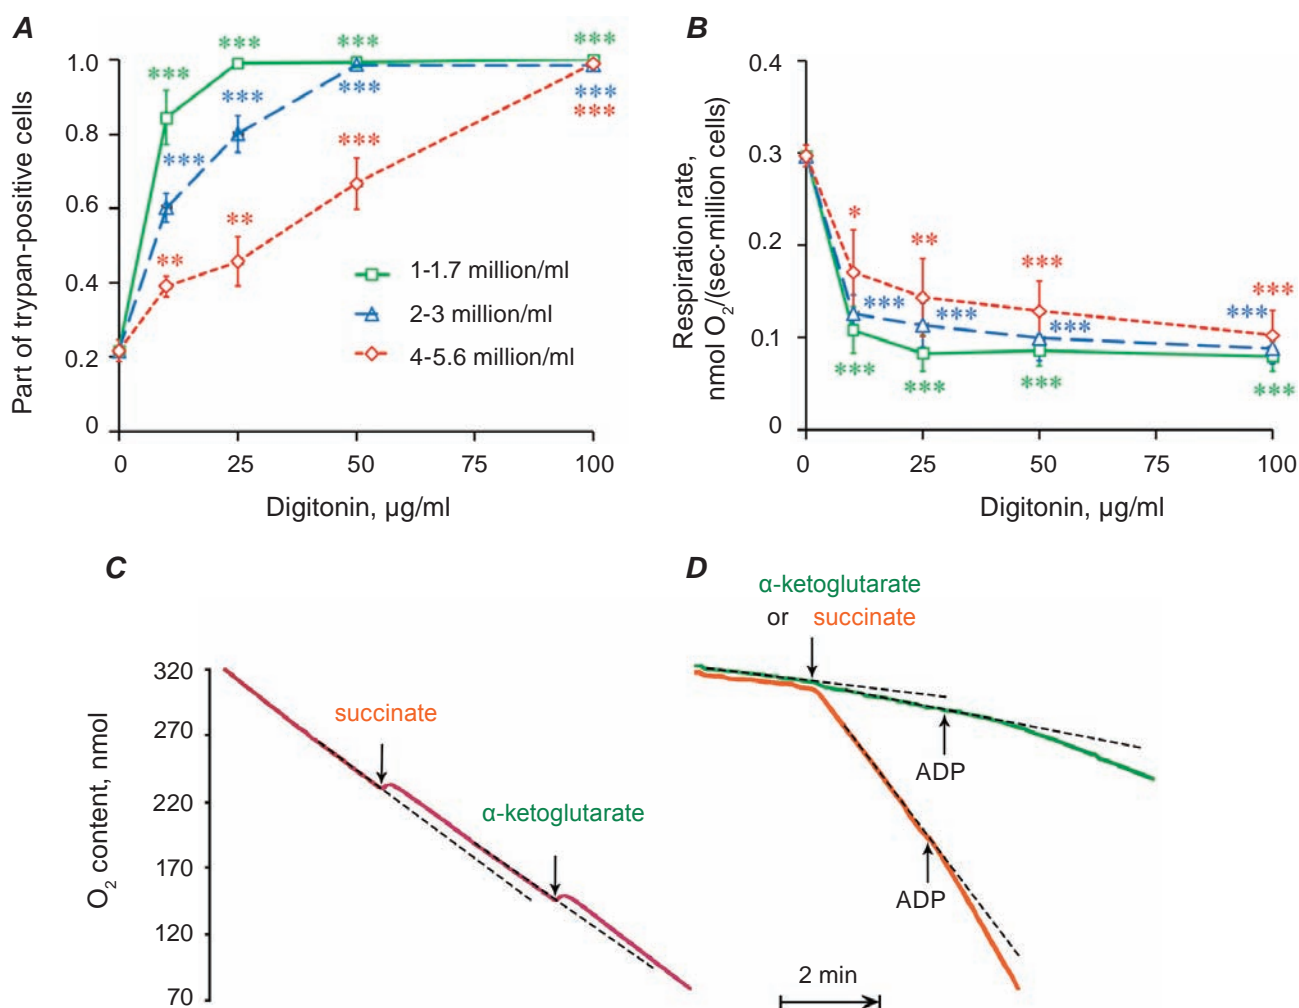 A
Part of trypan-positive cells
1.0
0.8
0.6
0.4
0.2
0
***
***
***
***
***
***
***
***
***
**
**
***
***
1-1.7 million/ml
2-3 million/ml
4-5.6 million/ml
0 25 50 75 100
Digitonin, µg/ml
B
Respiration rate,
nmol O2/(sec·million cells)
0.4
0.3
0.2
0.1
0
*
**
***
***
***
***
***
***
***
***
***
***
0 25 50 75 100
Digitonin, µg/ml
C
O2 content, nmol
320
270
220
170
120
70
succinate
α-ketoglutarate
D
α-ketoglutarate
or succinate
ADP
ADP
2 min